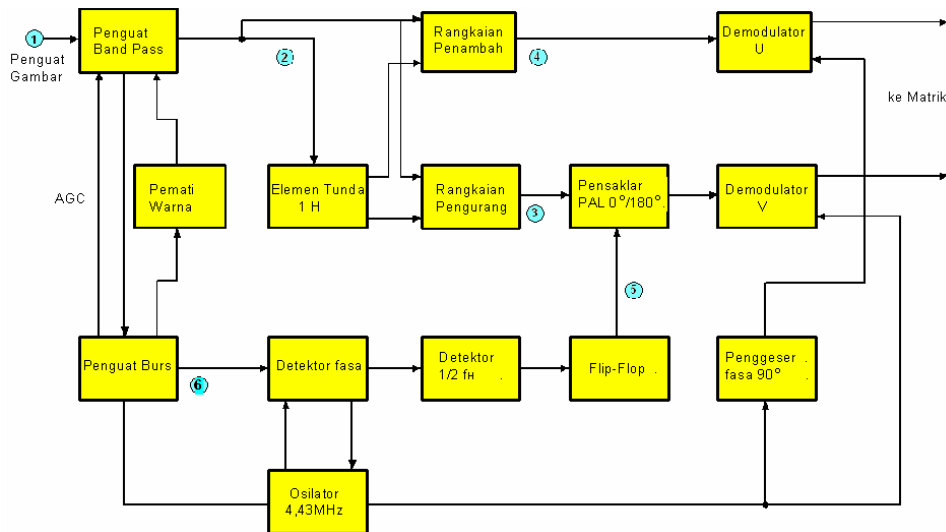 1
Penguat
Gambar
Penguat
Band Pass
2
Rangkaian
Penambah
4
Demodulator
U
ke Matrik
AGC
Pemati
Warna
Elemen Tunda
1 H
Rangkaian
Pengurang
3
Pensaklar
PAL 0°/180°.
Demodulator
V
5
Penguat Burs
6
Detektor fasa
Detektor
1/2 fH .
Flip-Flop .
Penggeser .
fasa 90° .
Osilator
4,43MHz